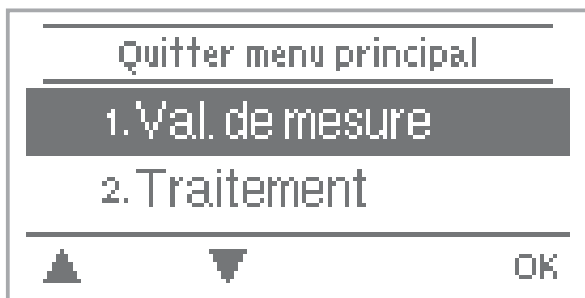 Quitter menu principal
1. Val. de mesure
2. Traitement
▲ ▼ OK